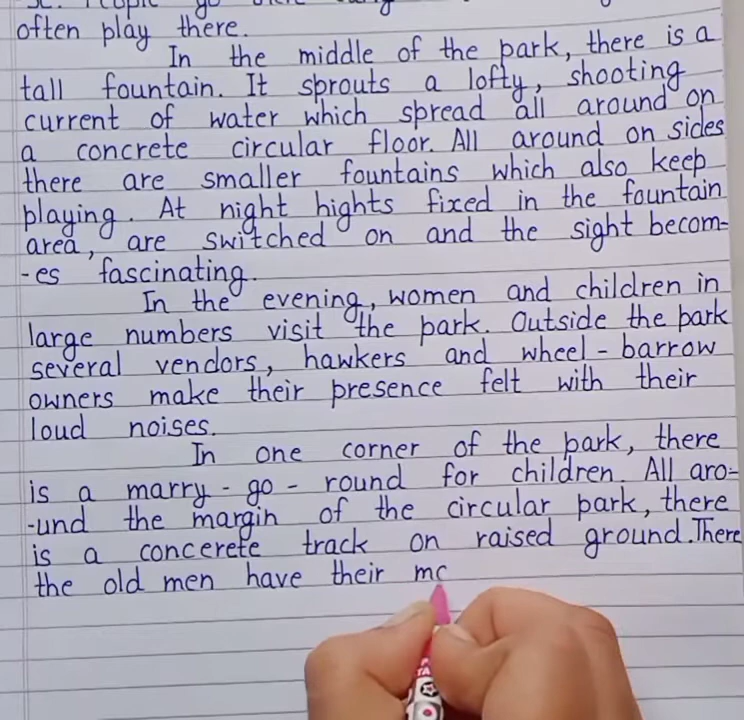 often play there.
In the middle of the park, there is a
tall fountain. It sprouts a lofty, shooting
current of water which spread all around on
a concrete circular floor. All around on sides
there are smaller fountains which also keep
playing. At night hights fixed in the fountain
area, are switched on and the sight becom-
-es fascinating.
In the evening, women and children in
large numbers visit the park. Outside the park
several vendors, hawkers and wheel-barrow
owners make their presence felt with their
loud noises.
In one corner of the park, there
is a marry-go-round for children. All aro-
-und the margin of the circular park, there
is a concerete track on raised ground. There
the old men have their mc